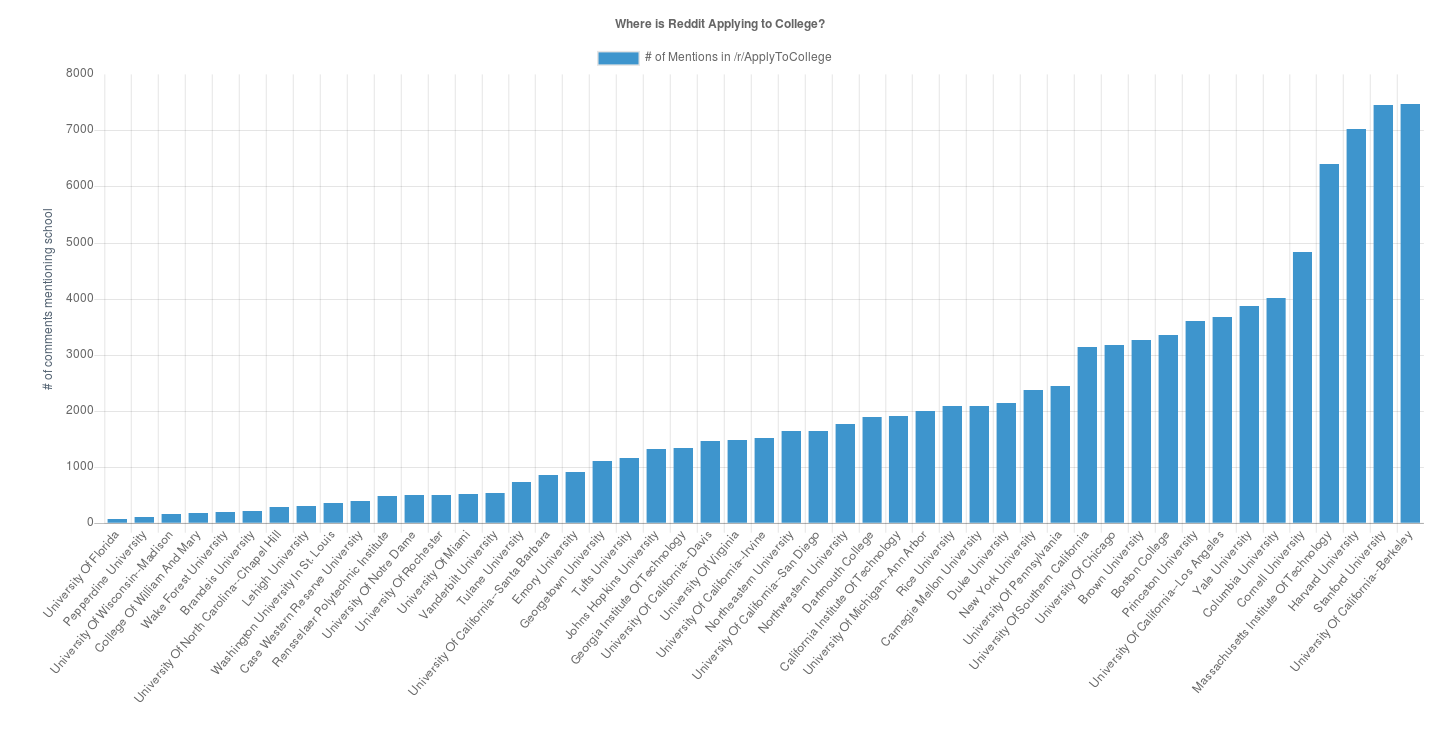 Where is Reddit Applying to College?
# of Mentions in /r/ApplyToCollege
# of comments mentioning school
8000
7000
6000
5000
4000
3000
2000
1000
0
University Of Florida
Pepperdine University
University Of Wisconsin--Madison
College Of William And Mary
Wake Forest University
Brandeis University
University Of North Carolina--Chapel Hill
Lehigh University
Washington University In St. Louis
Case Western Reserve University
Rensselaer Polytechnic Institute
University Of Notre Dame
University Of Rochester
University Of Miami
Vanderbilt University
Tulane University
University Of California--Santa Barbara
Emory University
Georgetown University
Tufts University
Johns Hopkins University
Georgia Institute Of Technology
University Of California--Davis
University Of Virginia
University Of California--Irvine
Northeastern University
University Of California--San Diego
Northwestern University
Dartmouth College
California Institute Of Technology
University Of Michigan--Ann Arbor
Rice University
Carnegie Mellon University
Duke University
New York University
University Of Pennsylvania
University Of Southern California
University Of Chicago
Brown University
Boston College
Princeton University
University Of California--Los Angeles
Yale University
Columbia University
Cornell University
Massachusetts Institute Of Technology
Harvard University
Stanford University
University Of California--Berkeley